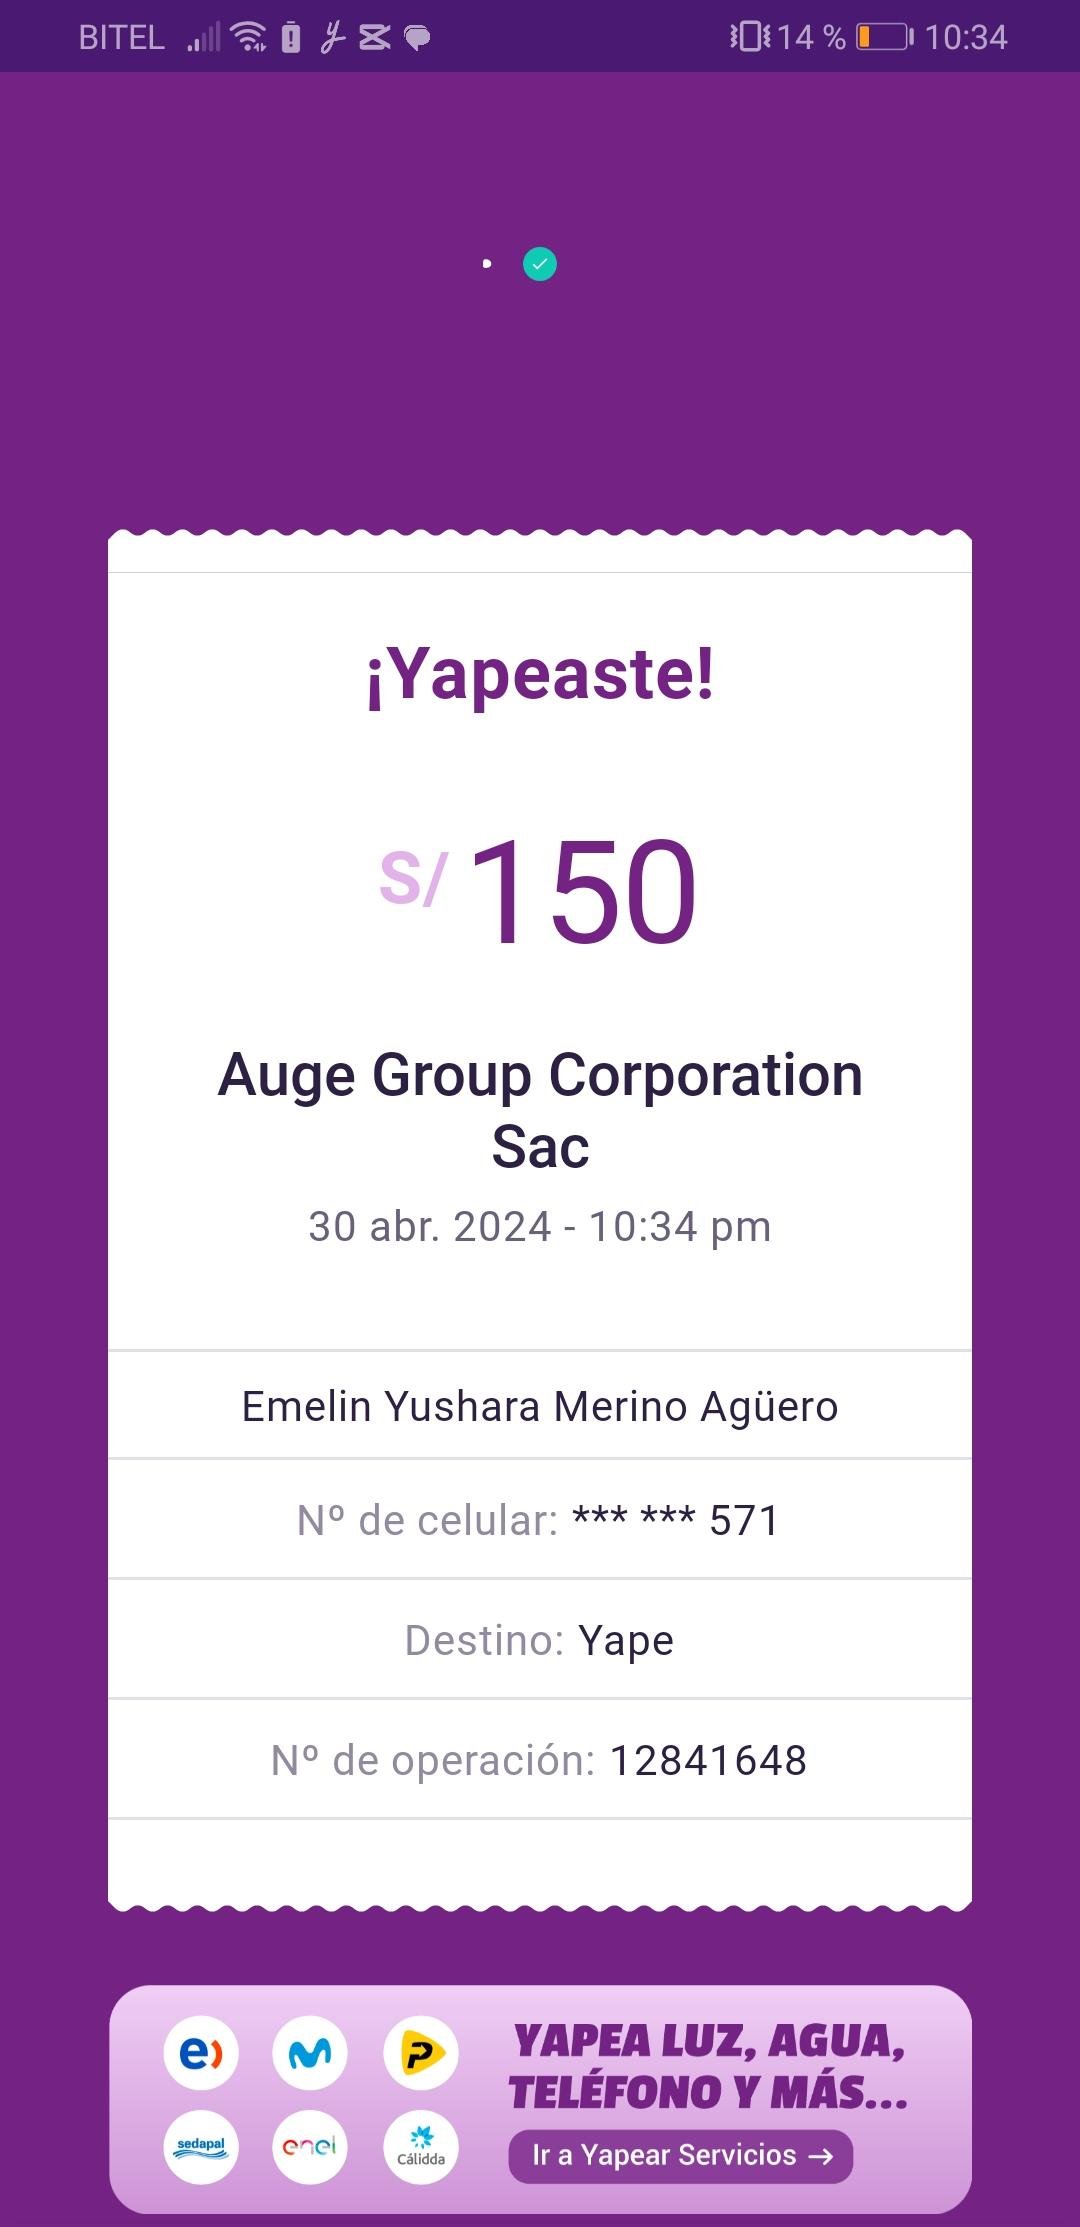 BITEL 14 % 10:34
¡Yapeaste!
S/ 150
Auge Group Corporation
Sac
30 abr. 2024 - 10:34 pm
Emelin Yushara Merino Agüero
Nº de celular: *** *** 571
Destino: Yape
Nº de operación: 12841648
e) YAPEA LUZ, AGUA,
TELÉFONO Y MÁS...
sedapal enel Cálidda
Ir a Yapear Servicios →